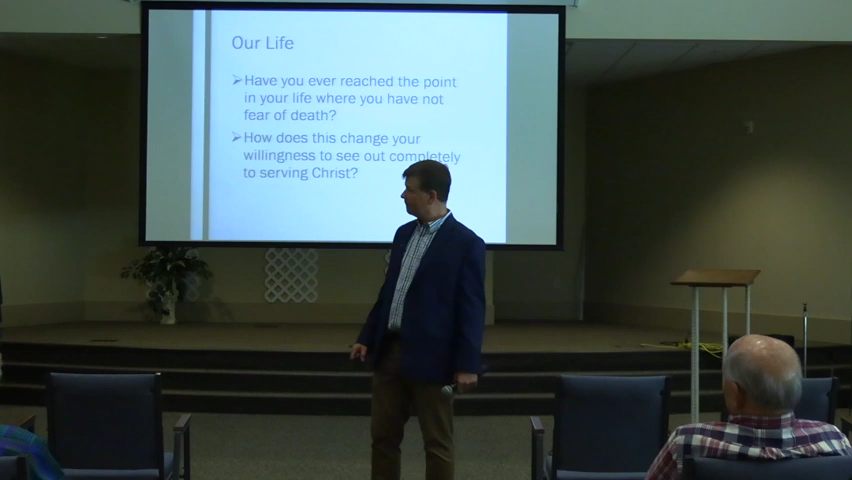 Our Life
➢Have you ever reached the point
in your life where you have not
fear of death?
➢How does this change your
willingness to see out completely
to serving Christ?